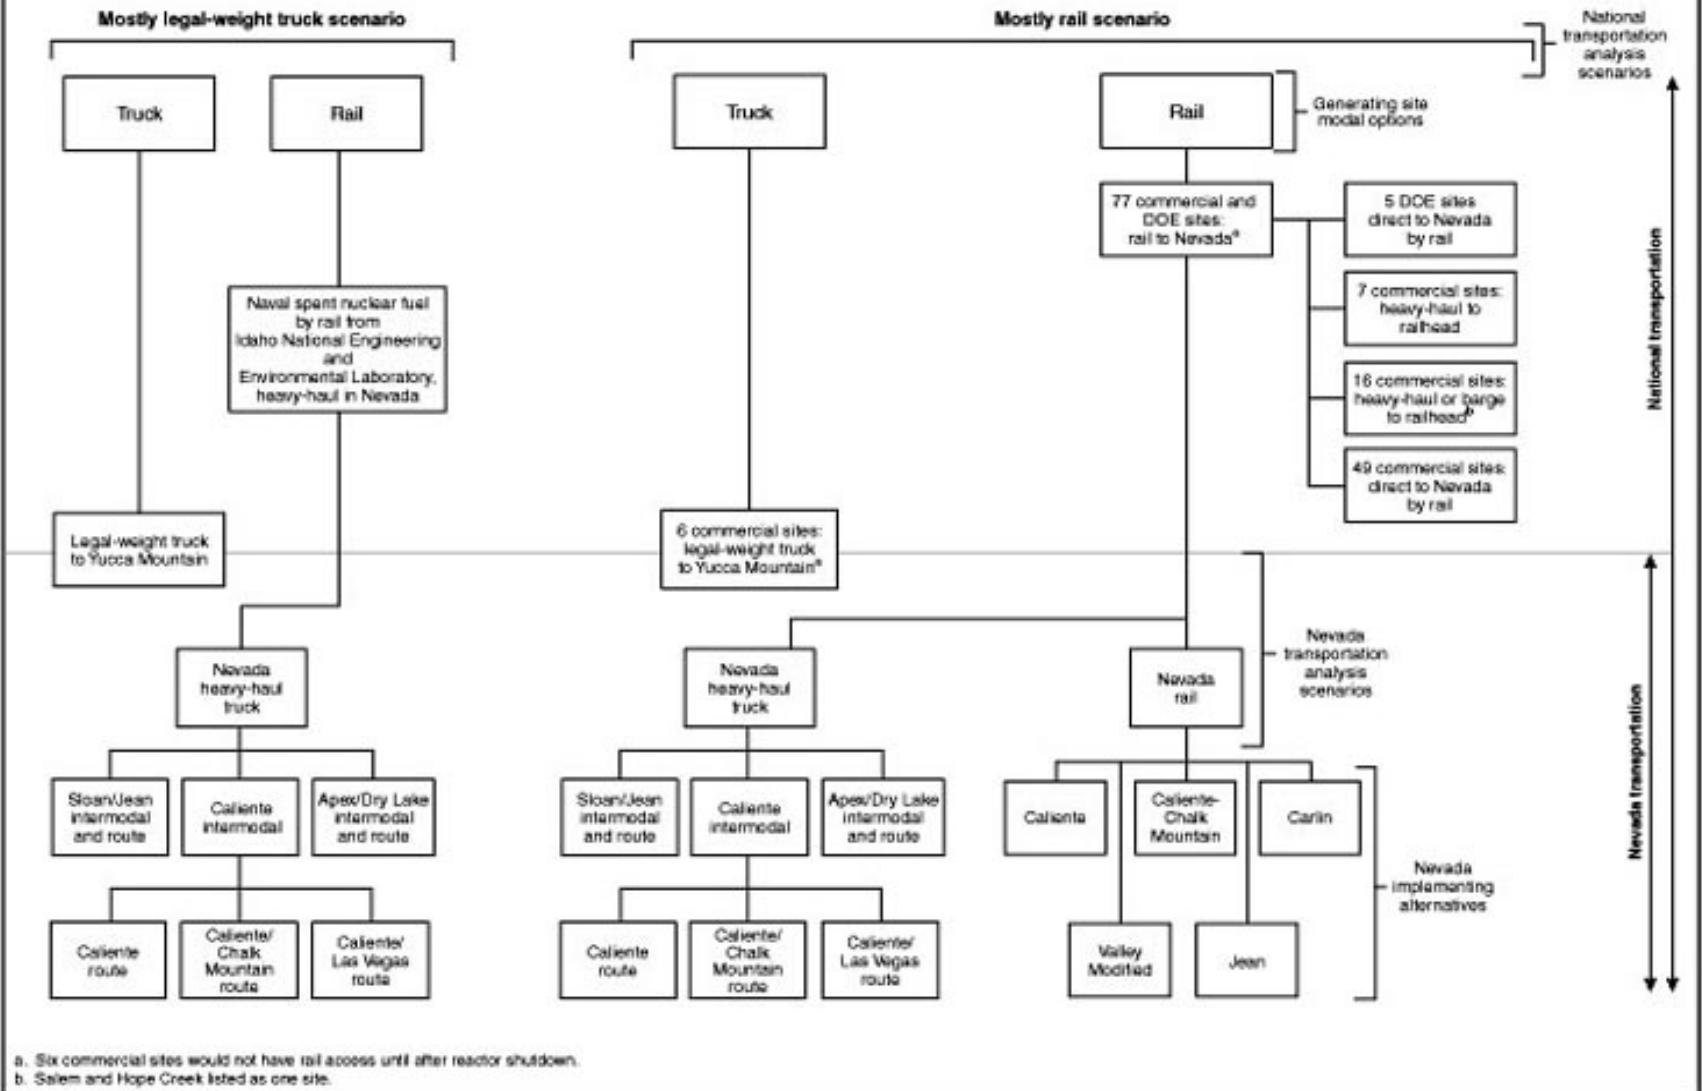 Mostly legal-weight truck scenario
Mostly rail scenario
National
transportation
analysis
scenarios
Truck
Rail
Truck
Rail
Generating site
modal options
77 commercial and
DOE sites:
rail to Nevadaª
5 DOE sites
direct to Nevada
by rail
7 commercial sites:
heavy-haul to
railhead
16 commercial sites:
heavy-haul or barge
to railheadᵇ
49 commercial sites:
direct to Nevada
by rail
National transportation
Naval spent nuclear fuel
by rail from
Idaho National Engineering
and
Environmental Laboratory,
heavy-haul in Nevada
Legal-weight truck
to Yucca Mountain
6 commercial sites:
legal-weight truck
to Yucca Mountainª
Nevada
heavy-haul
truck
Nevada
heavy-haul
truck
Nevada
rail
Nevada
transportation
analysis
scenarios
Nevada transportation
Sloan/Jean
intermodal
and route
Caliente
intermodal
Apex/Dry Lake
intermodal
and route
Sloan/Jean
intermodal
and route
Caliente
intermodal
Apex/Dry Lake
intermodal
and route
Caliente
Caliente-
Chalk
Mountain
Carlin
Nevada
implementing
alternatives
Caliente
route
Caliente/
Chalk
Mountain
route
Caliente/
Las Vegas
route
Caliente
route
Caliente/
Chalk
Mountain
route
Caliente/
Las Vegas
route
Valley
Modified
Jean
a. Six commercial sites would not have rail access until after reactor shutdown.
b. Salem and Hope Creek listed as one site.